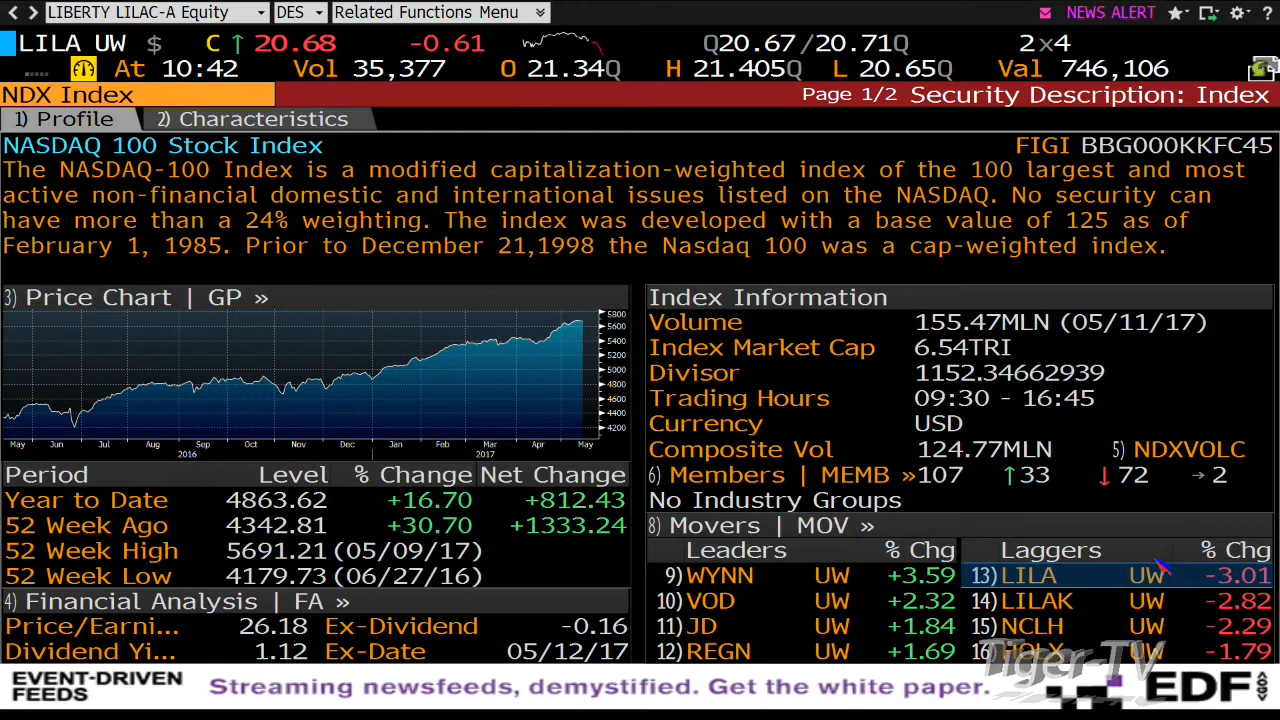 LIBERTY LILAC-A Equity DES Related Functions Menu NEWS ALERT ?
LILA UW $ C ↑ 20.68 -0.61 Q20.67/20.71Q 2x4
At 10:42 Vol 35,377 O 21.34Q H 21.405Q L 20.65Q Val 746,106
NDX Index Page 1/2 Security Description: Index
1) Profile 2) Characteristics
NASDAQ 100 Stock Index FIGI BBG000KKFC45
The NASDAQ-100 Index is a modified capitalization-weighted index of the 100 largest and most
active non-financial domestic and international issues listed on the NASDAQ. No security can
have more than a 24% weighting. The index was developed with a base value of 125 as of
February 1, 1985. Prior to December 21,1998 the Nasdaq 100 was a cap-weighted index.
3) Price Chart | GP »
5800
5600
5400
5200
5000
4800
4600
4400
4200
May Jun Jul Aug Sep Oct Nov Dec Jan Feb Mar Apr May
2016 2017
Period Level % Change Net Change
Year to Date 4863.62 +16.70 +812.43
52 Week Ago 4342.81 +30.70 +1333.24
52 Week High 5691.21 (05/09/17)
52 Week Low 4179.73 (06/27/16)
4) Financial Analysis | FA »
Price/Earni... 26.18 Ex-Dividend -0.16
Dividend Yi... 1.12 Ex-Date 05/12/17
Index Information
Volume 155.47MLN (05/11/17)
Index Market Cap 6.54TRI
Divisor 1152.34662939
Trading Hours 09:30 - 16:45
Currency USD
Composite Vol 124.77MLN 5) NDXVOLC
6) Members | MEMB » 107 ↑ 33 ↓ 72 → 2
No Industry Groups
8) Movers | MOV »
Leaders % Chg Laggers % Chg
9) WYNN UW +3.59 13) LILA UW -3.01
10) VOD UW +2.32 14) LILAK UW -2.82
11) JD UW +1.84 15) NCLH UW -2.29
12) REGN UW +1.69 16) HOLX UW -1.79
Tiger-TV
EVENT-DRIVEN
FEEDS
Streaming newsfeeds, demystified. Get the white paper.
EDF